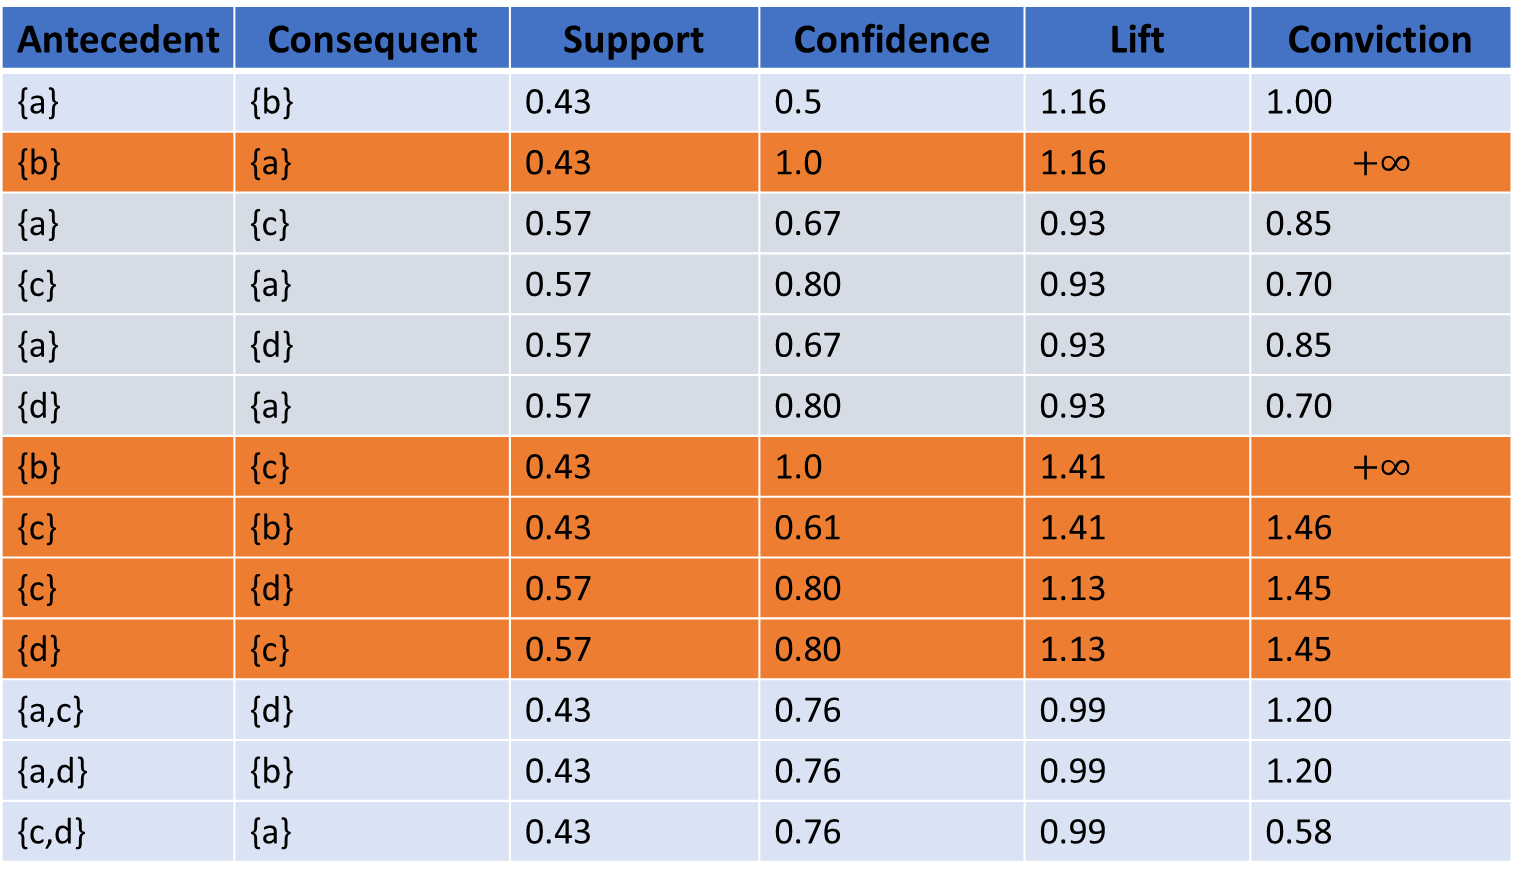 Antecedent Consequent Support Confidence Lift Conviction
{a} {b} 0.43 0.5 1.16 1.00
{b} {a} 0.43 1.0 1.16 +∞
{a} {c} 0.57 0.67 0.93 0.85
{c} {a} 0.57 0.80 0.93 0.70
{a} {d} 0.57 0.67 0.93 0.85
{d} {a} 0.57 0.80 0.93 0.70
{b} {c} 0.43 1.0 1.41 +∞
{c} {b} 0.43 0.61 1.41 1.46
{c} {d} 0.57 0.80 1.13 1.45
{d} {c} 0.57 0.80 1.13 1.45
{a,c} {d} 0.43 0.76 0.99 1.20
{a,d} {b} 0.43 0.76 0.99 1.20
{c,d} {a} 0.43 0.76 0.99 0.58